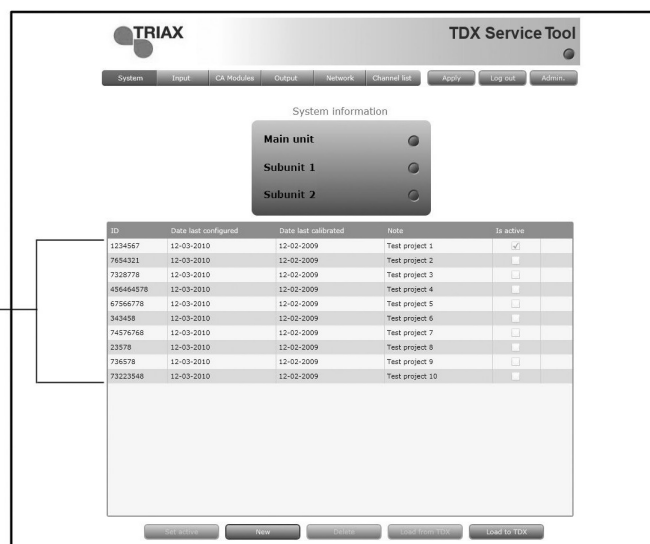 TRIAX
TDX Service Tool
System Input CA Modules Output Network Channel list Apply Log out Admin.
System information
Main unit
Subunit 1
Subunit 2
ID Date last configured Date last calibrated Note Is active
1234567 12-03-2010 12-02-2009 Test project 1
7654321 12-03-2010 12-02-2009 Test project 2
7328778 12-03-2010 12-02-2009 Test project 3
456464578 12-03-2010 12-02-2009 Test project 4
67566778 12-03-2010 12-02-2009 Test project 5
343458 12-03-2010 12-02-2009 Test project 6
74576768 12-03-2010 12-02-2009 Test project 7
23578 12-03-2010 12-02-2009 Test project 8
736578 12-03-2010 12-02-2009 Test project 9
73223548 12-03-2010 12-02-2009 Test project 10
Set active New Delete Load from TDX Load to TDX